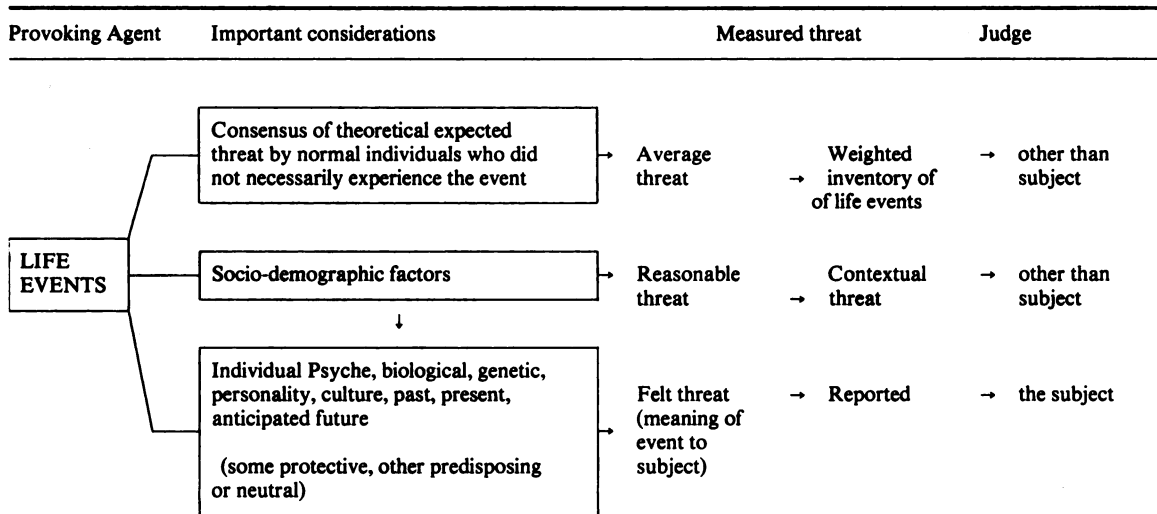 Provoking Agent Important considerations Measured threat Judge
Consensus of theoretical expected
threat by normal individuals who did
not necessarily experience the event
→ Average
threat
→ Weighted
inventory of
of life events
→ other than
subject
LIFE
EVENTS
Socio-demographic factors
→ Reasonable
threat
→ Contextual
threat
→ other than
subject
↓
Individual Psyche, biological, genetic,
personality, culture, past, present,
anticipated future
(some protective, other predisposing
or neutral)
→ Felt threat
(meaning of
event to
subject)
→ Reported
→ the subject